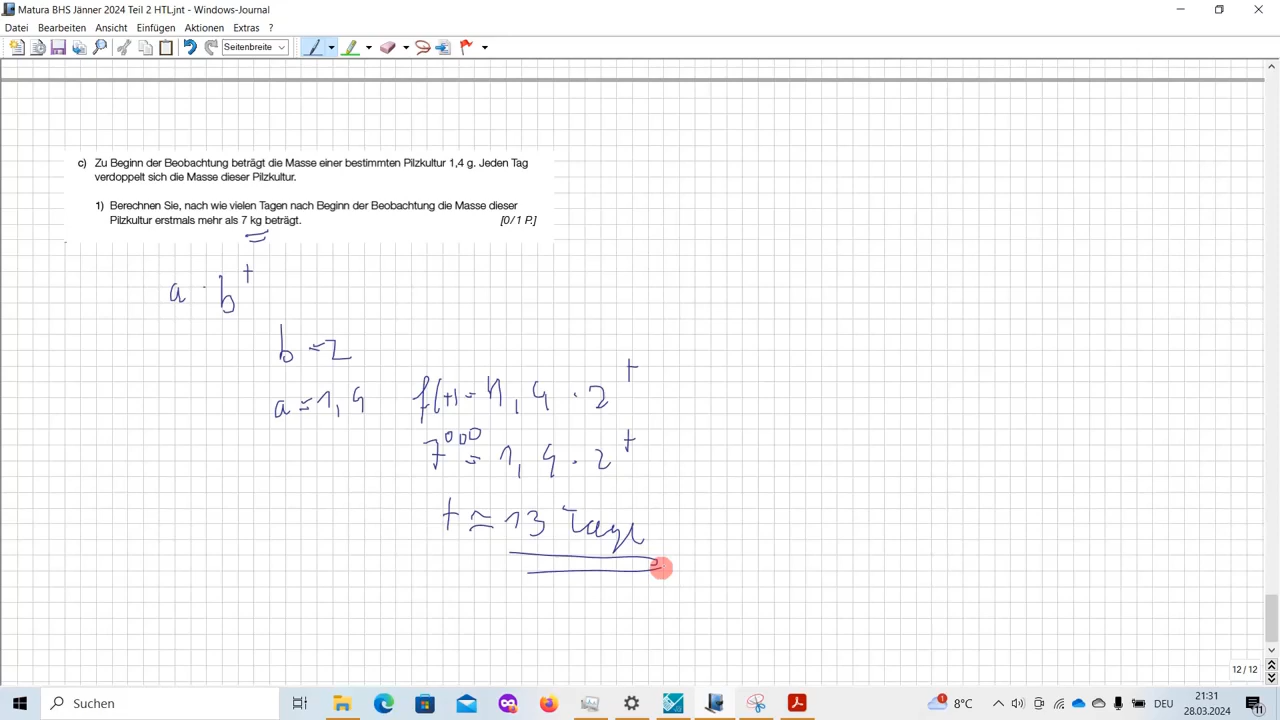 Matura BHS Jänner 2024 Teil 2 HTL.jnt - Windows-Journal
Datei Bearbeiten Ansicht Einfügen Aktionen Extras ?
Seitenbreite
c) Zu Beginn der Beobachtung beträgt die Masse einer bestimmten Pilzkultur 1,4 g. Jeden Tag
verdoppelt sich die Masse dieser Pilzkultur.
1) Berechnen Sie, nach wie vielen Tagen nach Beginn der Beobachtung die Masse dieser
Pilzkultur erstmals mehr als 7 kg beträgt. [0/1 P.]
a · b^t
b = 2
a = 1,4
f(t) = 1,4 · 2^t
7000 = 1,4 · 2^t
t ≈ 13 Tage
12 / 12
Suchen
1
8°C
DEU
21:31
28.03.2024
11